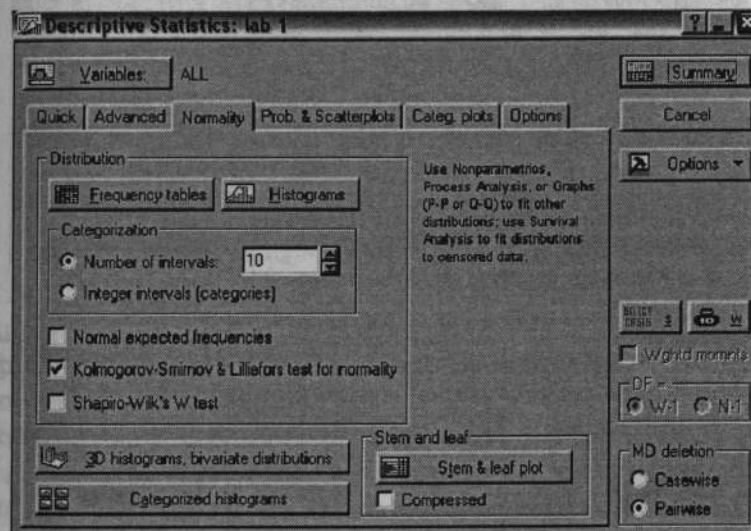 Descriptive Statistics: lab 1
Variables: ALL
Summary
Quick Advanced Normality Prob. & Scatterplots Categ. plots Options
Cancel
Options
Distribution
Frequency tables Histograms
Use Nonparametrios,
Process Analysis, or Graphs
(P-P or Q-Q) to fit other
distributions; use Survival
Analysis to fit distributions
to censored data.
Categorization
Number of intervals: 10
Integer intervals (categories)
Normal expected frequencies
Kolmogorov-Smirnov & Lilliefors test for normality
Shapiro-Wilk's W test
SELECT CASES S W
Wghtd momnts
DF =
W-1 N-1
3D histograms, bivariate distributions
Categorized histograms
Stem and leaf
Stem & leaf plot
Compressed
MD deletion
Casewise
Pairwise